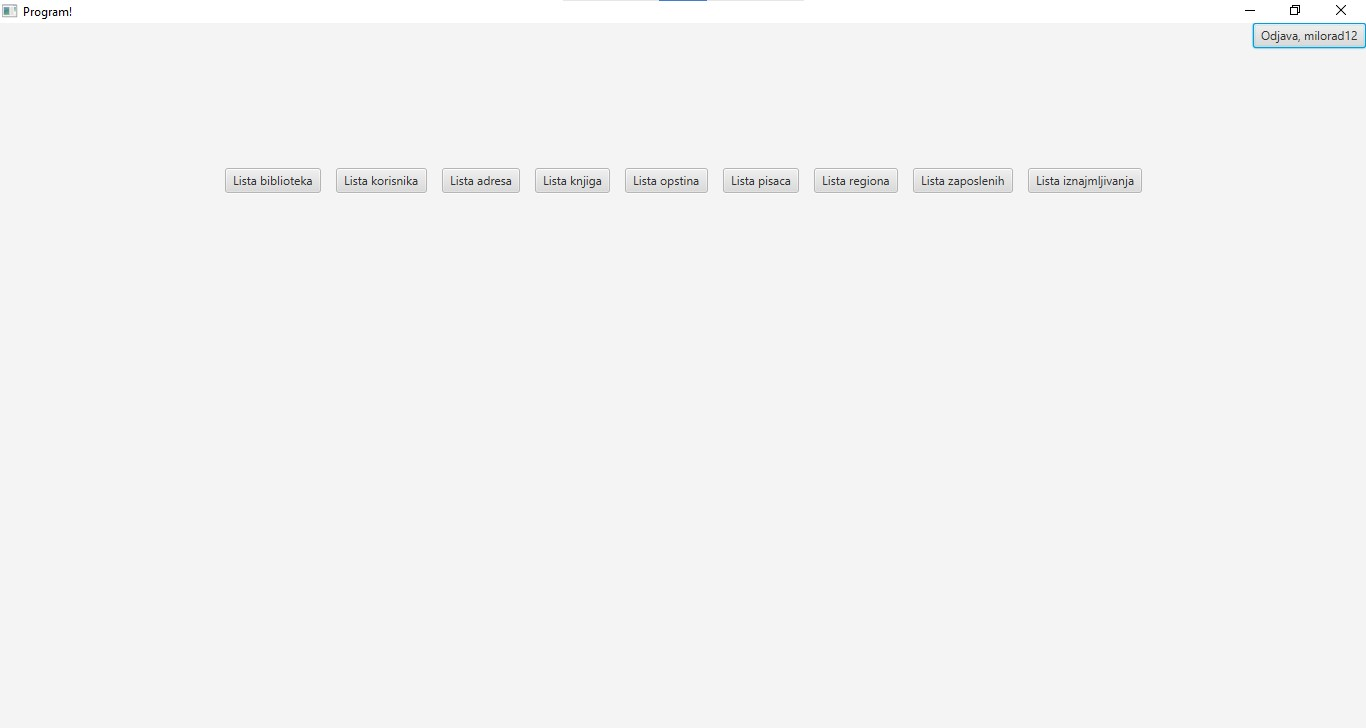 Program!
Odjava, milorad12
Lista biblioteka Lista korisnika Lista adresa Lista knjiga Lista opstina Lista pisaca Lista regiona Lista zaposlenih Lista iznajmljivanja